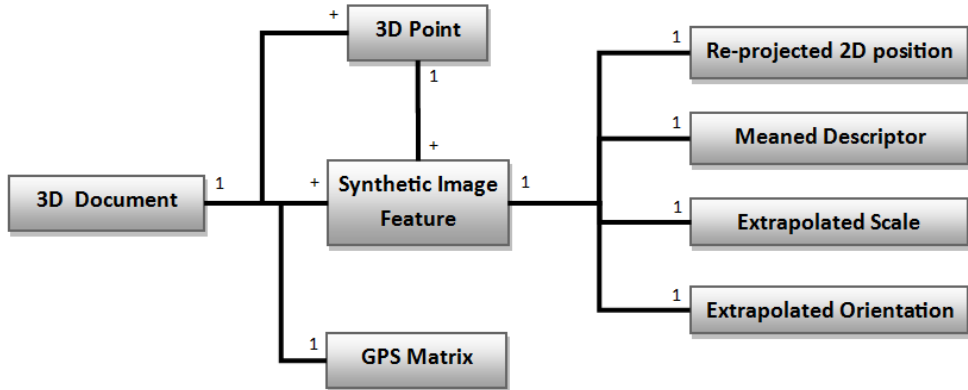 +
3D Point
1
+
3D Document
1
+
Synthetic Image
Feature
1
1
GPS Matrix
1
Re-projected 2D position
1
Meaned Descriptor
1
Extrapolated Scale
1
Extrapolated Orientation